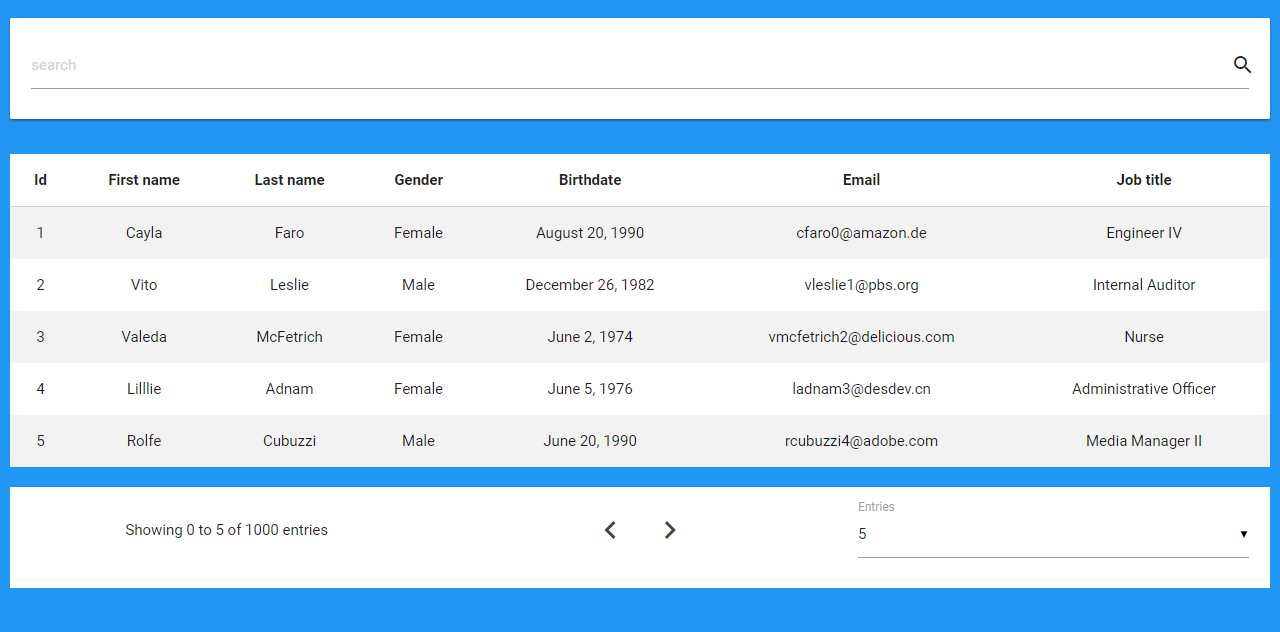 search
Id First name Last name Gender Birthdate Email Job title
1 Cayla Faro Female August 20, 1990 cfaro0@amazon.de Engineer IV
2 Vito Leslie Male December 26, 1982 vleslie1@pbs.org Internal Auditor
3 Valeda McFetrich Female June 2, 1974 vmcfetrich2@delicious.com Nurse
4 Lilllie Adnam Female June 5, 1976 ladnam3@desdev.cn Administrative Officer
5 Rolfe Cubuzzi Male June 20, 1990 rcubuzzi4@adobe.com Media Manager II
Entries
Showing 0 to 5 of 1000 entries 5